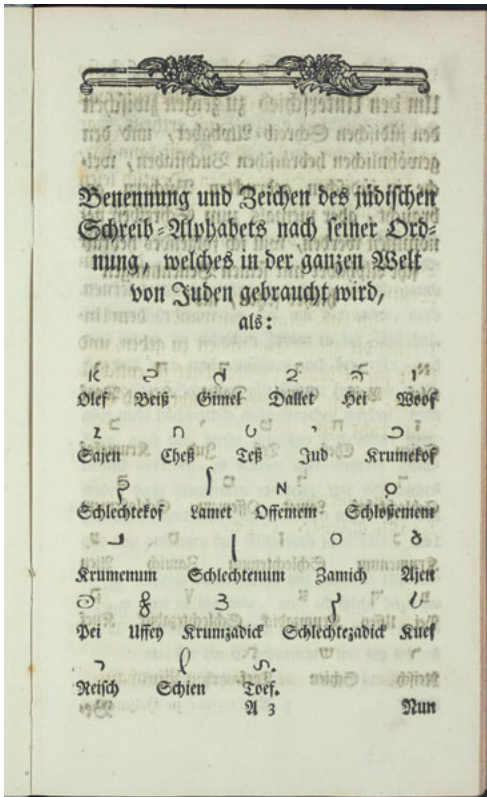 Benennung und Zeichen des jüdischen
Schreib-Alphabets nach seiner Ord-
nung, welches in der ganzen Welt
von Juden gebraucht wird,
als:
Olef Beiß Gimel Dallet Hei Woof
Sajen Cheß Teß Jud Krumekof
Schlechtekof Lamet Offemem Schloßemem
Krumenum Schlechtenum Zamich Ajen
Pei Uffey Krumzadick Schlechtezadick Kuef
Reisch Schien Toef.
A 3 Nun